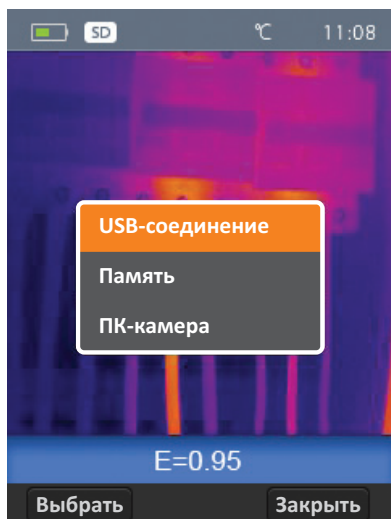 SD °C 11:08
USB-соединение
Память
ПК-камера
E=0.95
Выбрать Закрыть